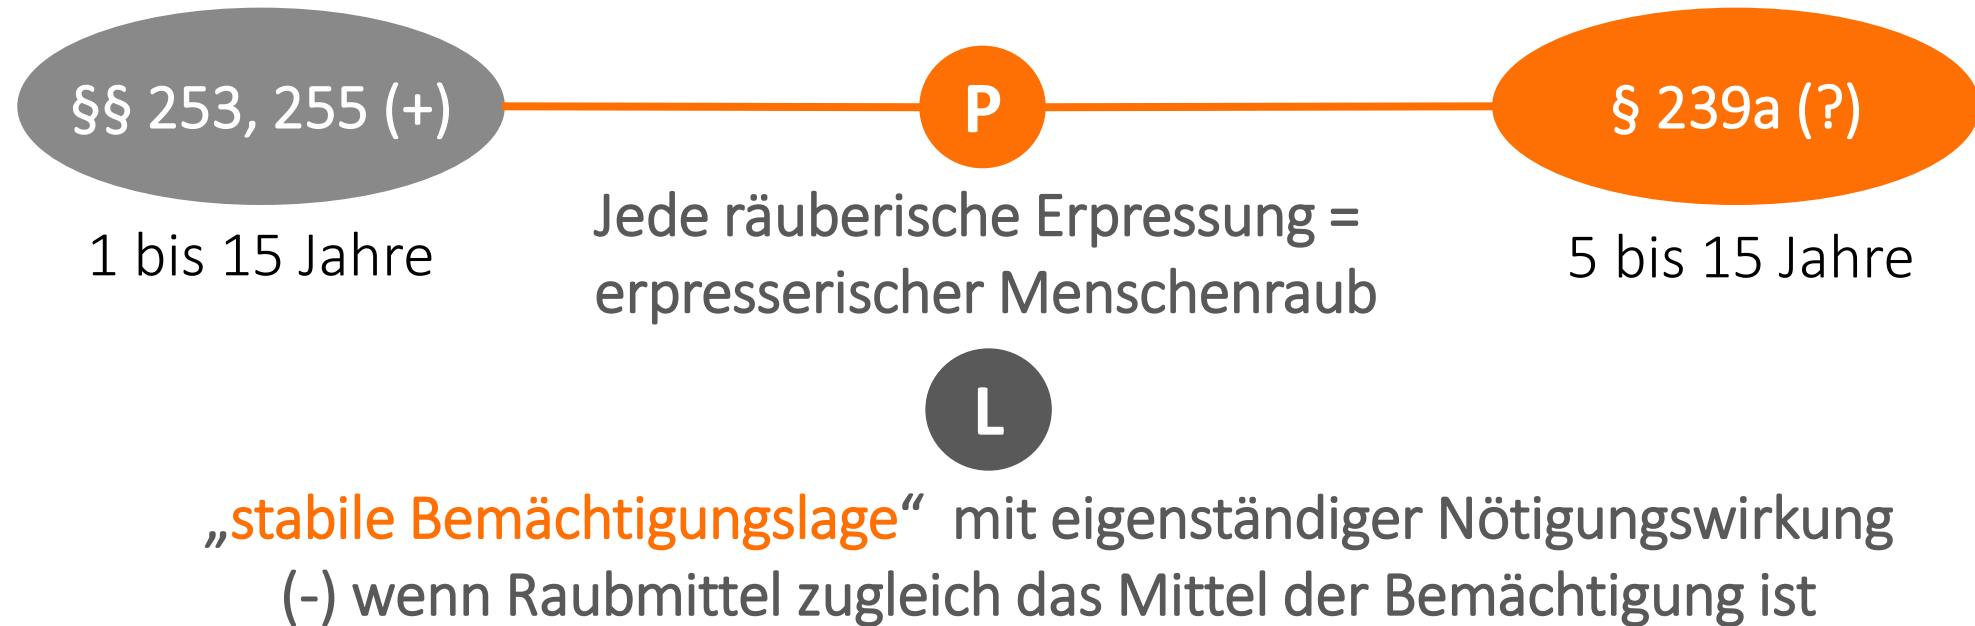 §§ 253, 255 (+)
P
§ 239a (?)
1 bis 15 Jahre
Jede räuberische Erpressung =
erpresserischer Menschenraub
5 bis 15 Jahre
L
„stabile Bemächtigungslage“ mit eigenständiger Nötigungswirkung
(-) wenn Raubmittel zugleich das Mittel der Bemächtigung ist